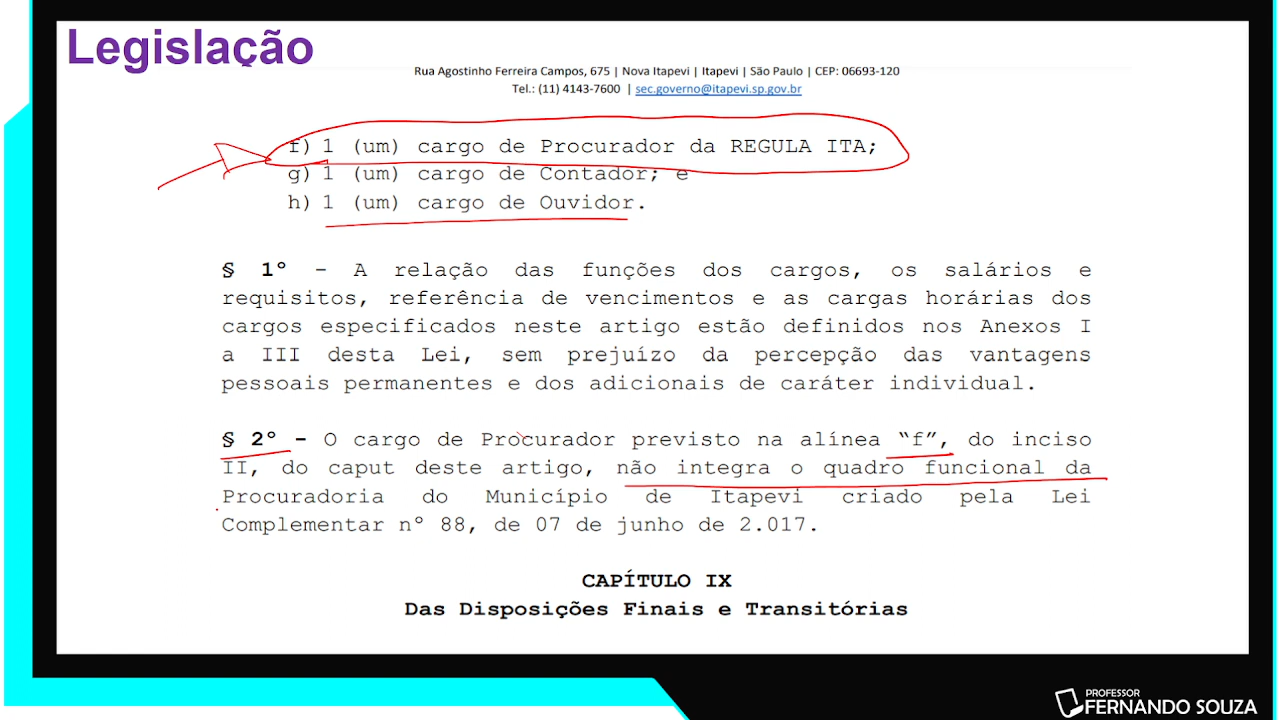 Legislação
Rua Agostinho Ferreira Campos, 675 | Nova Itapevi | Itapevi | São Paulo | CEP: 06693-120
Tel.: (11) 4143-7600 | sec.governo@itapevi.sp.gov.br
f) 1 (um) cargo de Procurador da REGULA ITA;
g) 1 (um) cargo de Contador; e
h) 1 (um) cargo de Ouvidor.
§ 1º – A relação das funções dos cargos, os salários e
requisitos, referência de vencimentos e as cargas horárias dos
cargos especificados neste artigo estão definidos nos Anexos I
a III desta Lei, sem prejuízo da percepção das vantagens
pessoais permanentes e dos adicionais de caráter individual.
§ 2º – O cargo de Procurador previsto na alínea “f”, do inciso
II, do caput deste artigo, não integra o quadro funcional da
Procuradoria do Município de Itapevi criado pela Lei
Complementar nº 88, de 07 de junho de 2.017.
CAPÍTULO IX
Das Disposições Finais e Transitórias
PROFESSOR
FERNANDO SOUZA